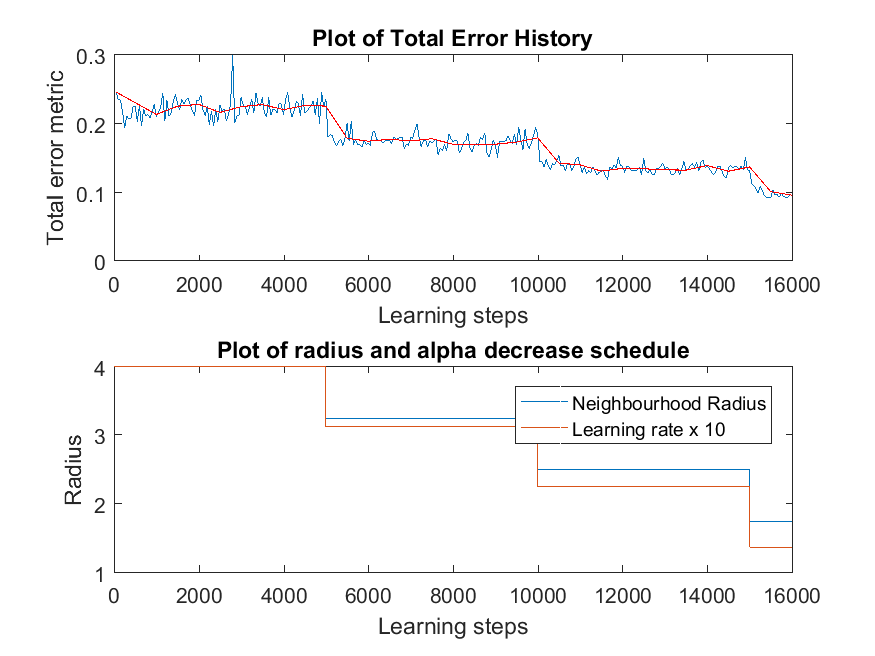 Plot of Total Error History
0.3
0.2
0.1
0
Total error metric
0 2000 4000 6000 8000 10000 12000 14000 16000
Learning steps
Plot of radius and alpha decrease schedule
4
3
2
1
Radius
Neighbourhood Radius
Learning rate x 10
0 2000 4000 6000 8000 10000 12000 14000 16000
Learning steps